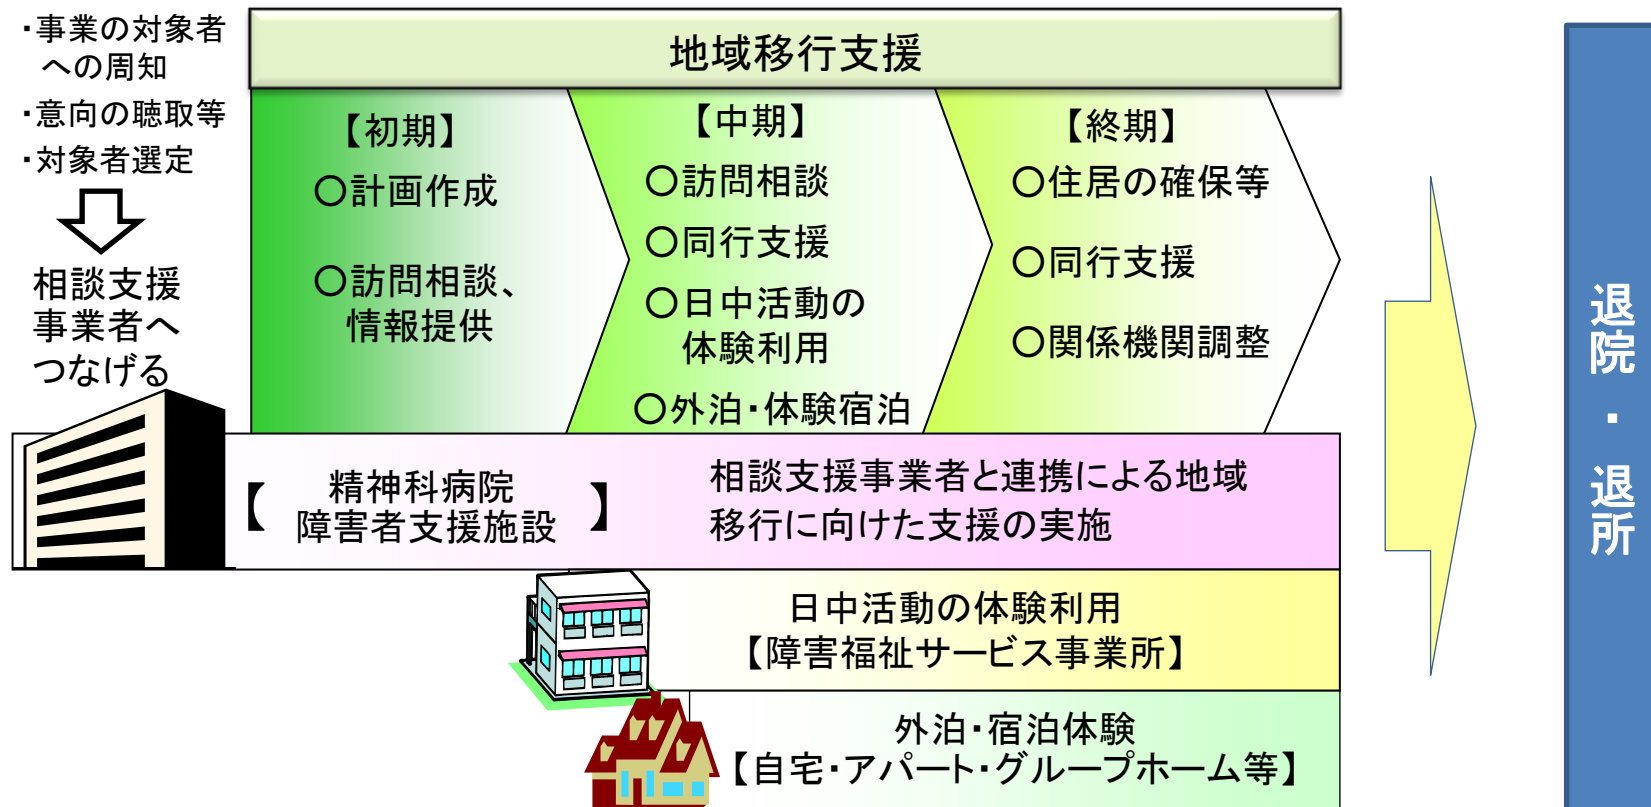 ・事業の対象者
への周知
・意向の聴取等
・対象者選定
相談支援
事業者へ
つなげる
地域移行支援
【初期】
○計画作成
○訪問相談、
情報提供
【中期】
○訪問相談
○同行支援
○日中活動の
体験利用
○外泊・体験宿泊
【終期】
○住居の確保等
○同行支援
○関係機関調整
【精神科病院
障害者支援施設】
相談支援事業者と連携による地域
移行に向けた支援の実施
日中活動の体験利用
【障害福祉サービス事業所】
外泊・宿泊体験
【自宅・アパート・グループホーム等】
退院・退所